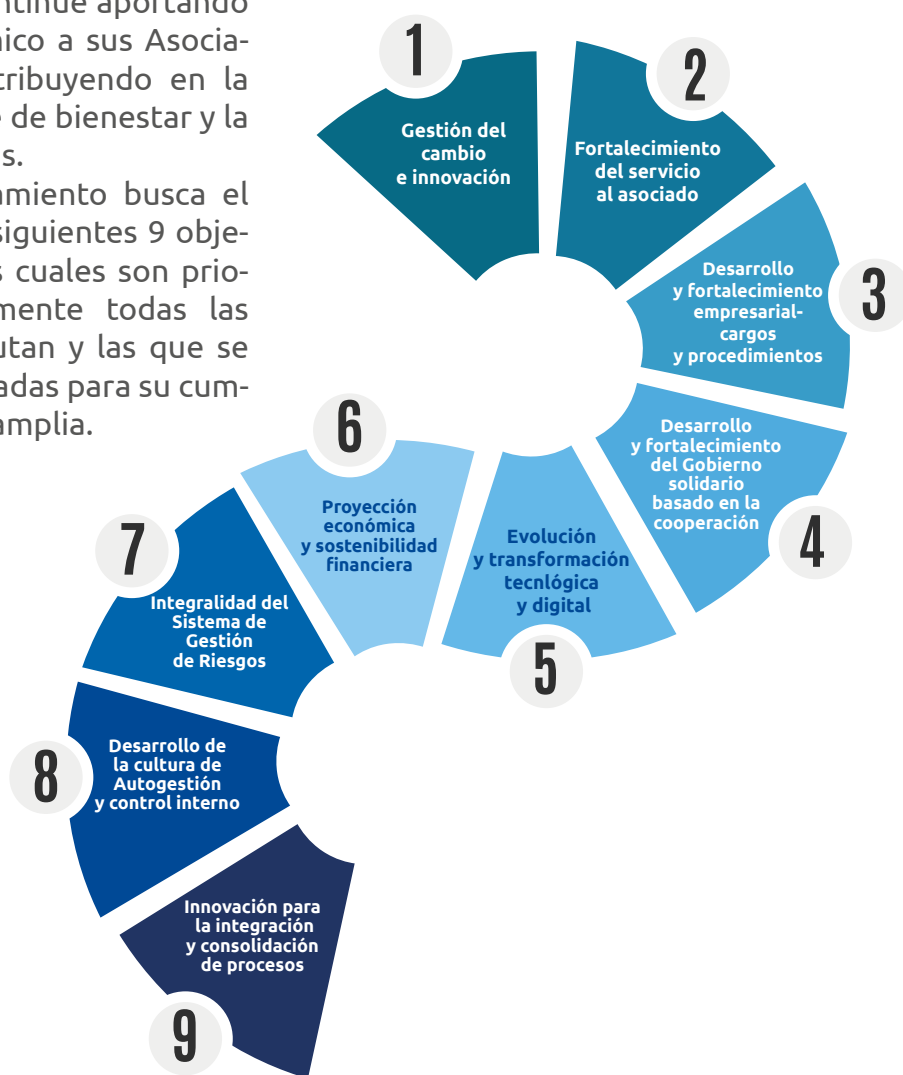 ntinúe aportando
nico a sus Asocia-
tribuyendo en la
de bienestar y la
s.
amiento busca el
siguientes 9 obje-
s cuales son prio-
mente todas las
utan y las que se
adas para su cum-
amplia.
1
Gestión del
cambio
e innovación
2
Fortalecimiento
del servicio
al asociado
3
Desarrollo
y fortalecimiento
empresarial-
cargos
y procedimientos
4
Desarrollo
y fortalecimiento
del Gobierno
solidario
basado en la
cooperación
5
Evolución
y transformación
tecnlógica
y digital
6
Proyección
económica
y sostenibilidad
financiera
7
Integralidad del
Sistema de
Gestión
de Riesgos
8
Desarrollo de
la cultura de
Autogestión
y control interno
9
Innovación para
la integración
y consolidación
de procesos